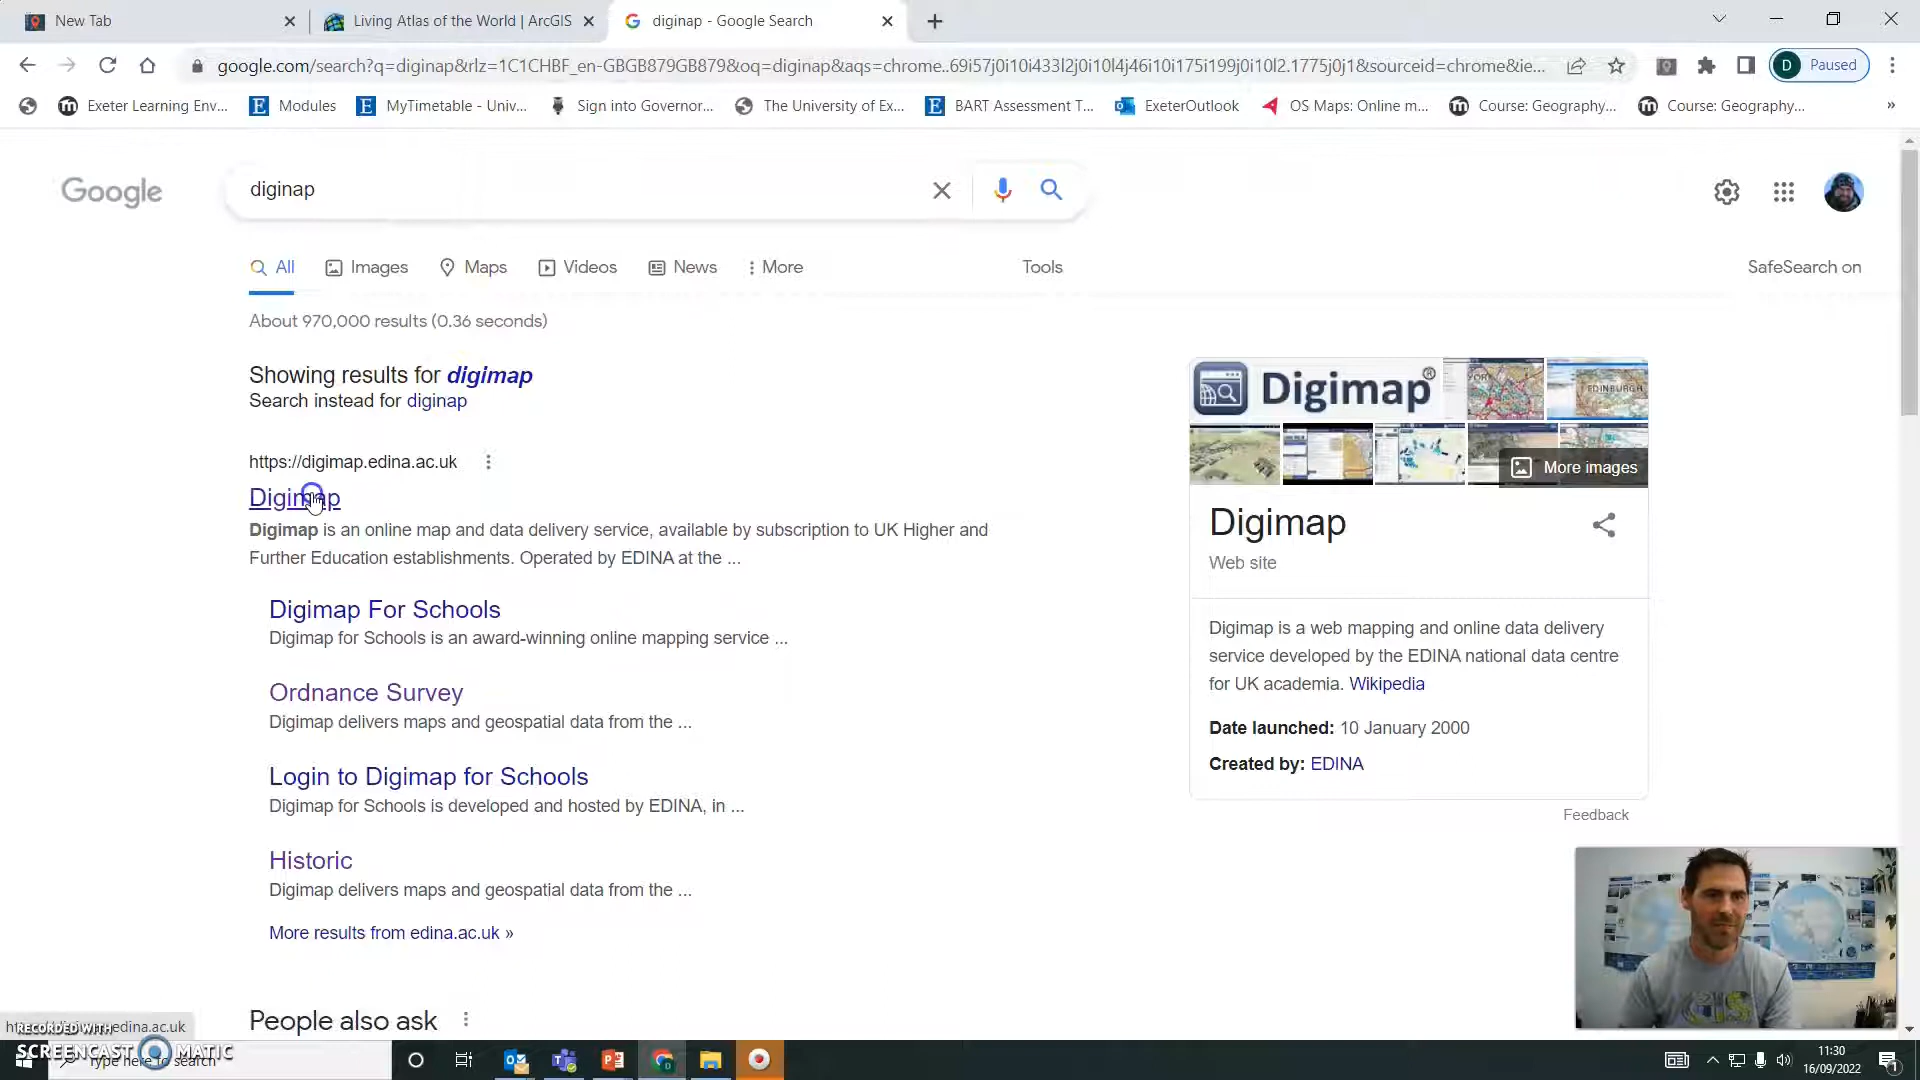 New Tab
Living Atlas of the World | ArcGIS
diginap - Google Search
google.com/search?q=diginap&rlz=1C1CHBF_en-GBGB879GB879&oq=diginap&aqs=chrome..69i57j0i10i433l2j0i10l4j46i10i175i199j0i10l2.1775j0j1&sourceid=chrome&ie...
D Paused
Exeter Learning Env...
Modules
MyTimetable - Univ...
Sign into Governor...
The University of Ex...
BART Assessment T...
ExeterOutlook
OS Maps: Online m...
Course: Geography...
Course: Geography...
»
Google
diginap
All
Images
Maps
Videos
News
More
Tools
SafeSearch on
About 970,000 results (0.36 seconds)
Showing results for digimap
Search instead for diginap
https://digimap.edina.ac.uk
Digimap
Digimap is an online map and data delivery service, available by subscription to UK Higher and
Further Education establishments. Operated by EDINA at the ...
Digimap For Schools
Digimap for Schools is an award-winning online mapping service ...
Ordnance Survey
Digimap delivers maps and geospatial data from the ...
Login to Digimap for Schools
Digimap for Schools is developed and hosted by EDINA, in ...
Historic
Digimap delivers maps and geospatial data from the ...
More results from edina.ac.uk »
People also ask
Digimap®
EDINBURGH
More images
Digimap
Web site
Digimap is a web mapping and online data delivery
service developed by the EDINA national data centre
for UK academia. Wikipedia
Date launched: 10 January 2000
Created by: EDINA
Feedback
GIS
edina.ac.uk
RECORDED WITH
SCREENCAST MATIC
Type here to search
11:30
16/09/2022
1